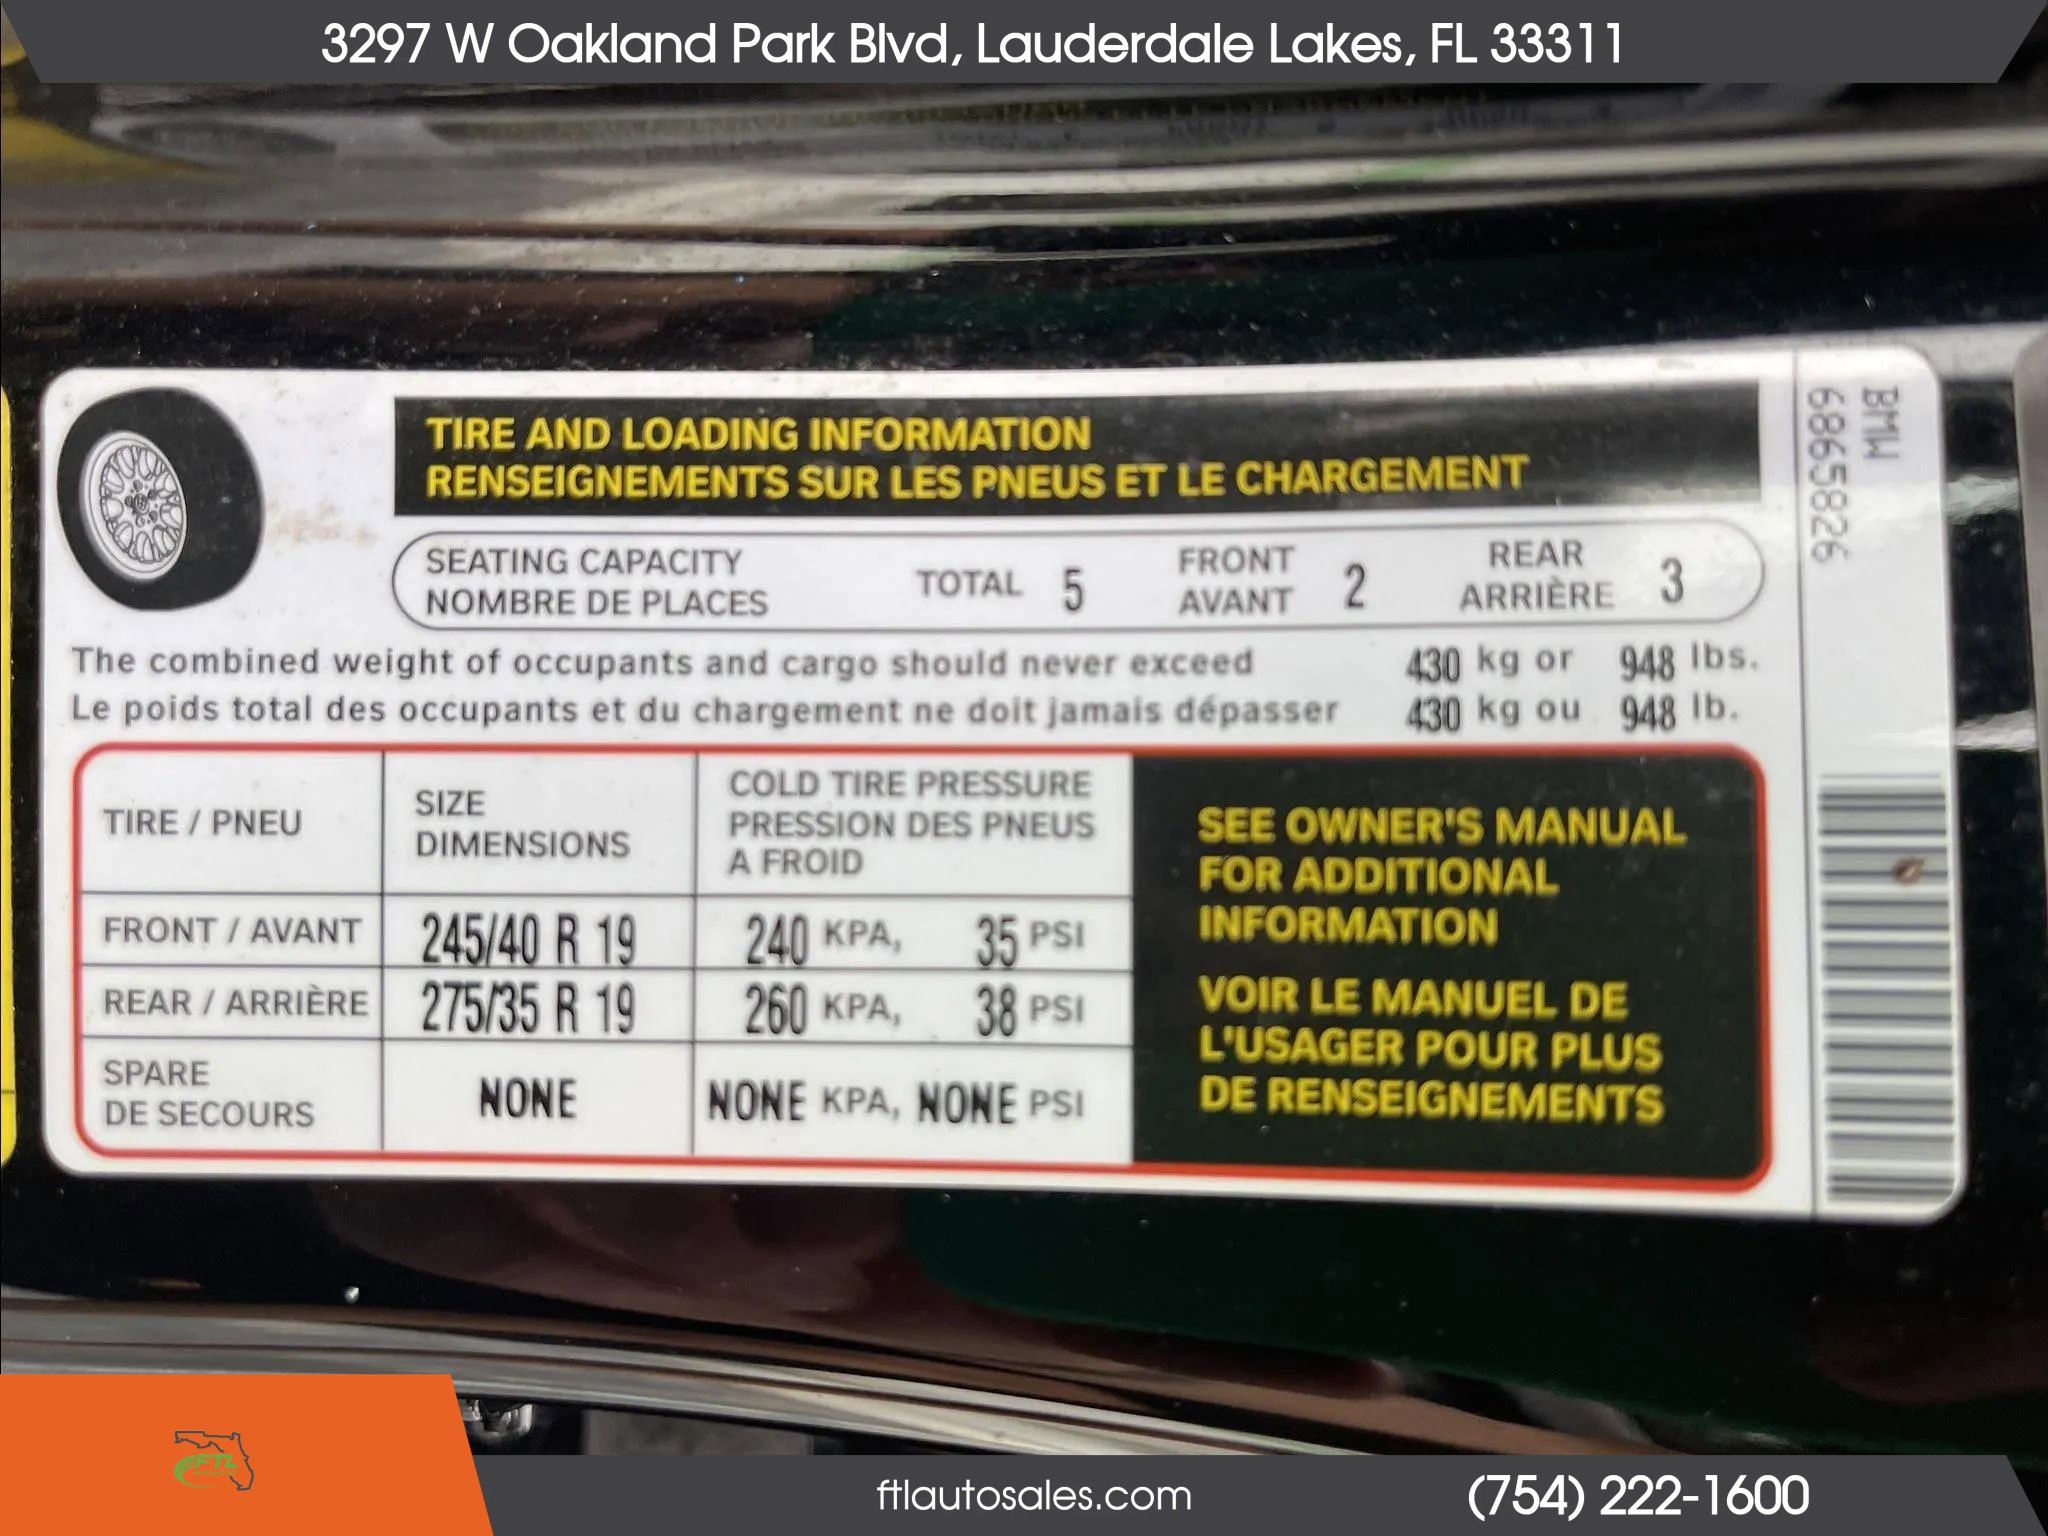 3297 W Oakland Park Blvd, Lauderdale Lakes, FL 33311
TIRE AND LOADING INFORMATION
RENSEIGNEMENTS SUR LES PNEUS ET LE CHARGEMENT
SEATING CAPACITY
NOMBRE DE PLACES
TOTAL 5
FRONT
AVANT 2
REAR
ARRIÈRE 3
The combined weight of occupants and cargo should never exceed 430 kg or 948 lbs.
Le poids total des occupants et du chargement ne doit jamais dépasser 430 kg ou 948 lb.
TIRE / PNEU
SIZE
DIMENSIONS
COLD TIRE PRESSURE
PRESSION DES PNEUS
A FROID
FRONT / AVANT 245/40 R 19 240 KPA, 35 PSI
REAR / ARRIÈRE 275/35 R 19 260 KPA, 38 PSI
SPARE
DE SECOURS NONE NONE KPA, NONE PSI
SEE OWNER'S MANUAL
FOR ADDITIONAL
INFORMATION
VOIR LE MANUEL DE
L'USAGER POUR PLUS
DE RENSEIGNEMENTS
BMW
6865826
FTL
ftlautosales.com
(754) 222-1600